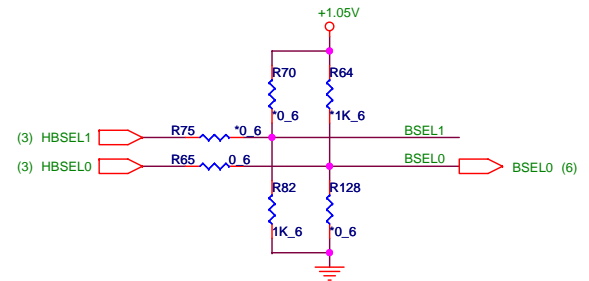 +1.05V
R70 R64
*0_6 *1K_6
(3) HBSEL1 R75 *0_6 BSEL1
(3) HBSEL0 R65 0_6 BSEL0 BSEL0 (6)
R82 R128
1K_6 *0_6